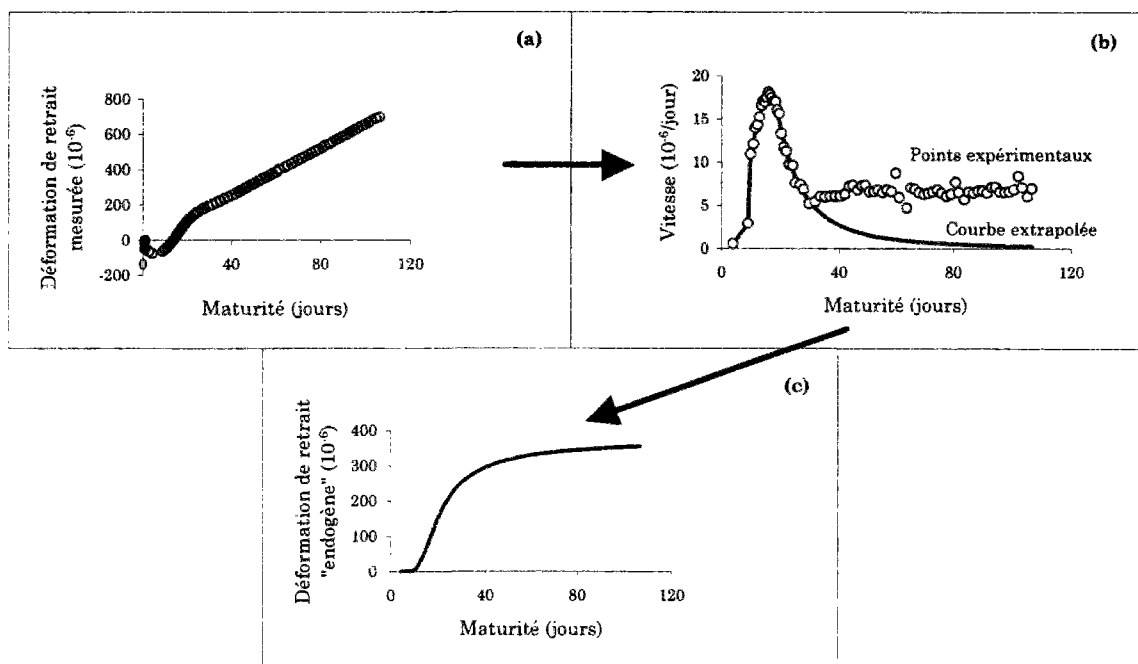 (a)
Déformation de retrait
mesurée (10-6)
800
600
400
200
0
-200
0
40
80
120
Maturité (jours)
(b)
Vitesse (10-6/jour)
20
15
10
5
0
0
40
80
120
Points expérimentaux
Courbe extrapolée
Maturité (jours)
(c)
Déformation de retrait
"endogène" (10-6)
400
300
200
100
0
0
40
80
120
Maturité (jours)